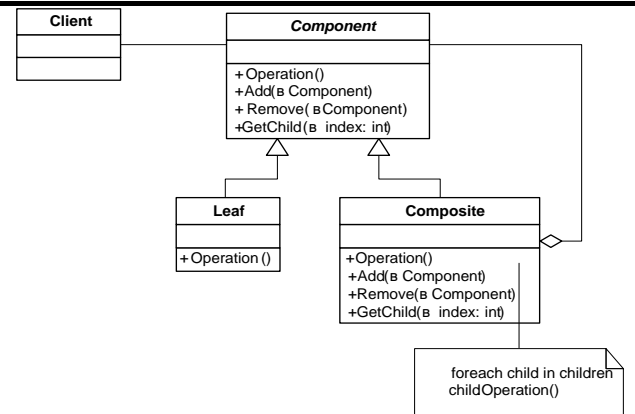 Client
Component
+ Operation()
+Add(в Component)
+ Remove( вComponent)
+GetChild(в index: int)
Leaf
+ Operation ()
Composite
+Operation()
+Add(в Component)
+Remove(в Component)
+GetChild(в index: int)
foreach child in children
childOperation()